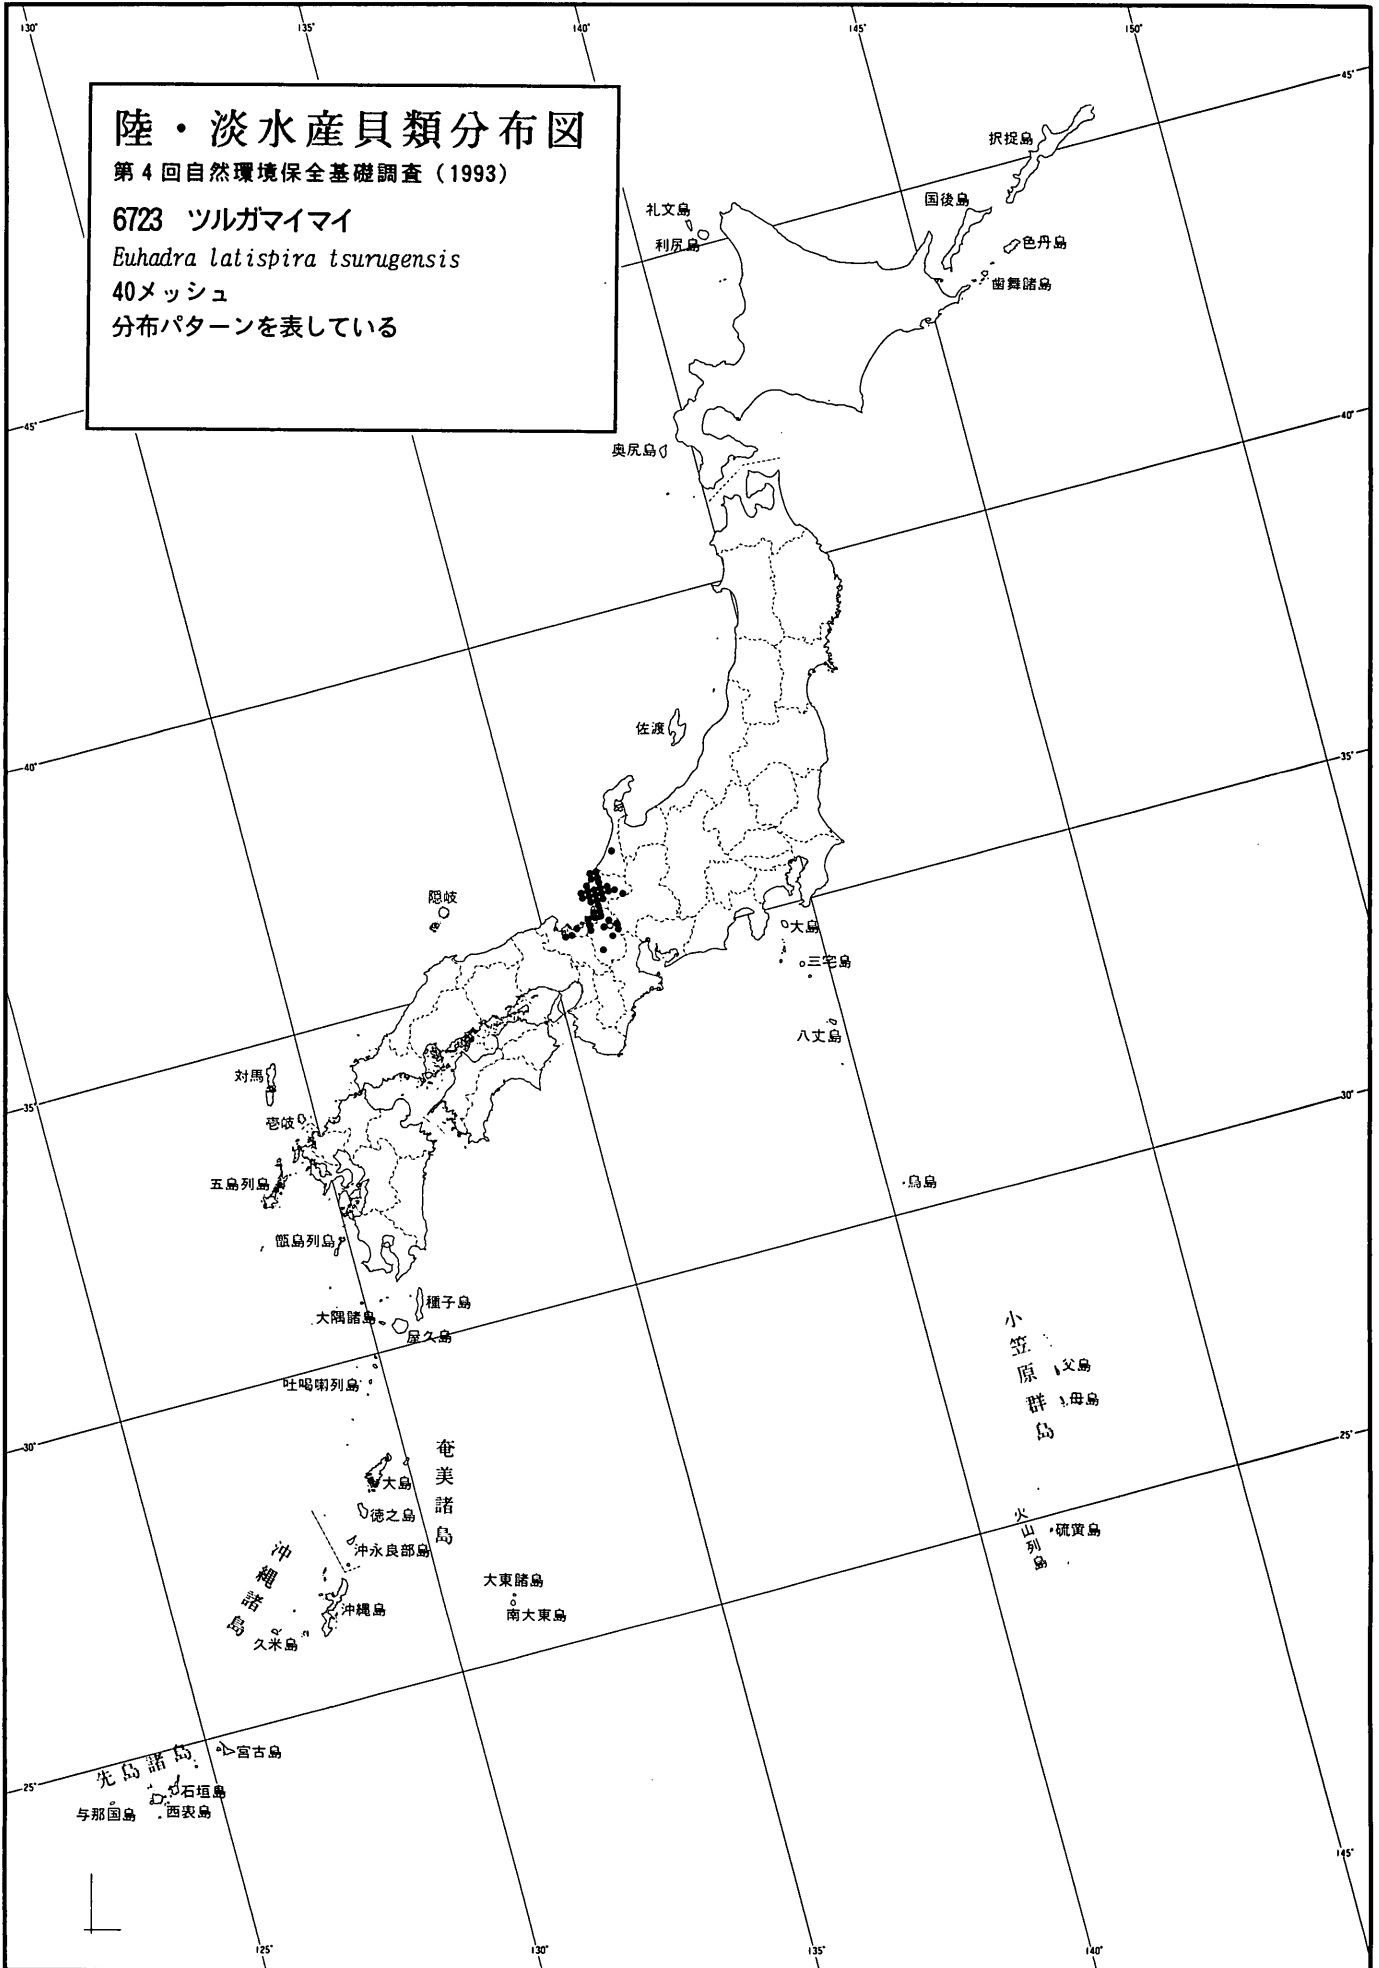 130°
135°
140°
145°
150°
45°
陸・淡水産貝類分布図
第4回自然環境保全基礎調査(1993)
6723 ツルガマイマイ
Euhadra latispira tsurugensis
40メッシュ
分布パターンを表している
択捉島
国後島
礼文島
利尻島
色丹島
歯舞諸島
40°
45°
奥尻島
佐渡
35°
40°
隠岐
大島
三宅島
八丈島
対馬
35°
壱岐
30°
五島列島
鳥島
甑島列島
種子島
大隅諸島
屋久島
小笠原群島
父島
吐喝喇列島
母島
25°
30°
奄美諸島
大島
徳之島
火山列島
硫黄島
沖永良部島
沖縄諸島
大東諸島
沖縄島
南大東島
久米島
宮古島
先島諸島
25°
石垣島
与那国島
西表島
145°
125°
130°
135°
140°